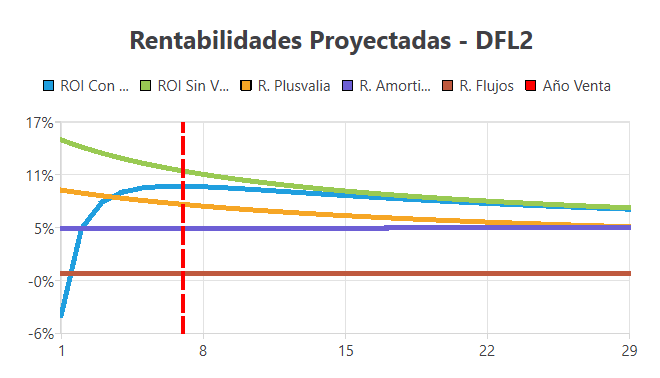 Rentabilidades Proyectadas - DFL2
ROI Con ... ROI Sin V... R. Plusvalia R. Amorti... R. Flujos Año Venta
17%
11%
5%
-0%
-6%
1 8 15 22 29